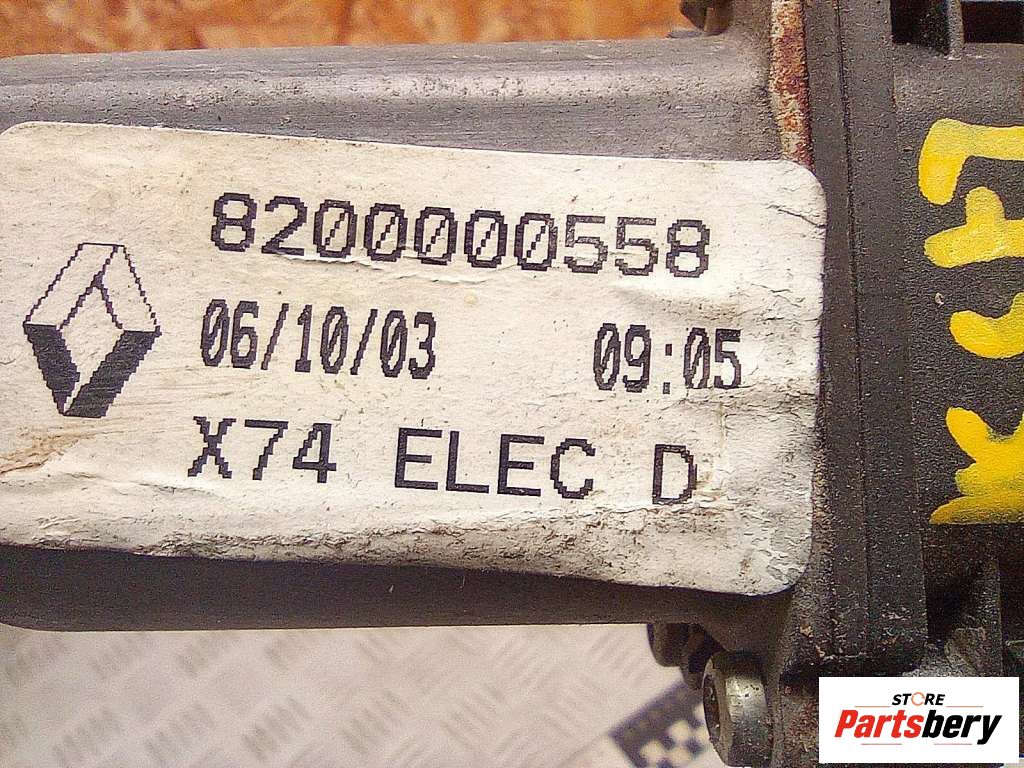 8200000558
06/10/03 09:05
X74 ELEC D
STORE
Partsbery